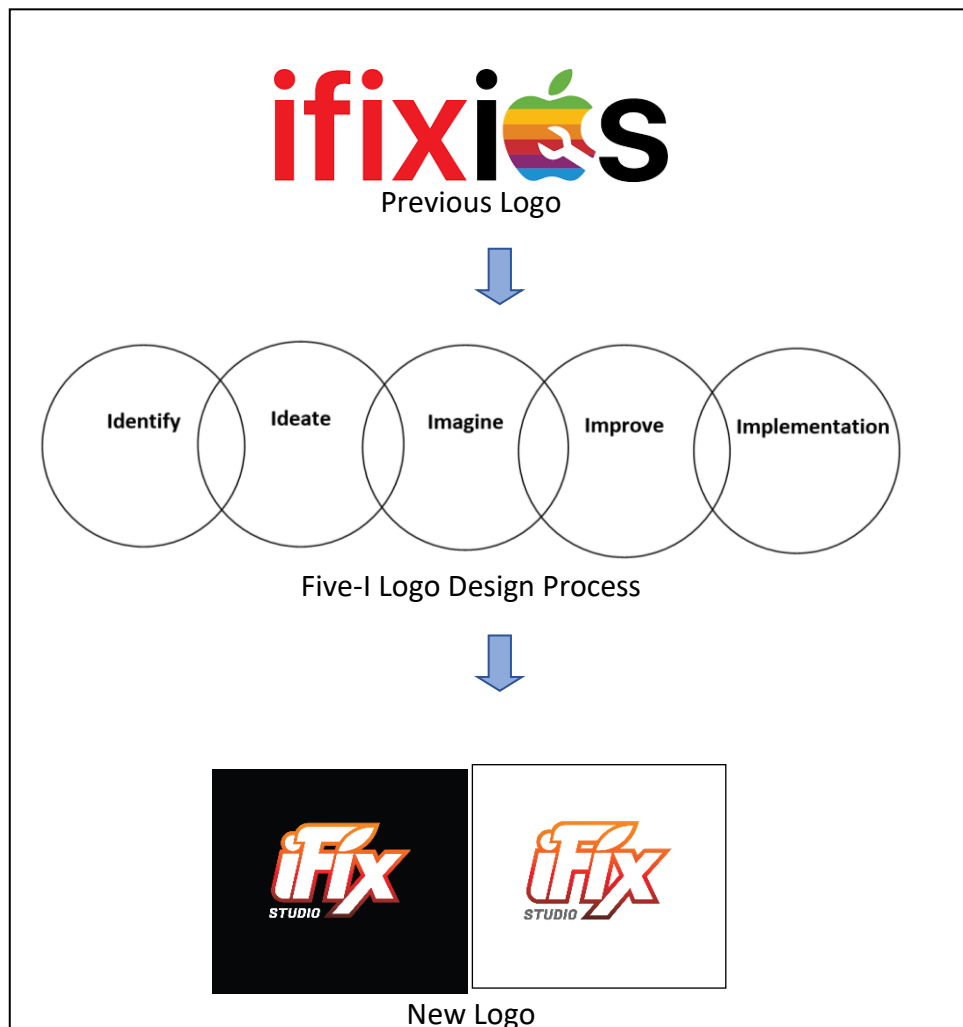 ifixios
Previous Logo
Identify Ideate Imagine Improve Implementation
Five-I Logo Design Process
iFix iFix
STUDIO STUDIO
New Logo